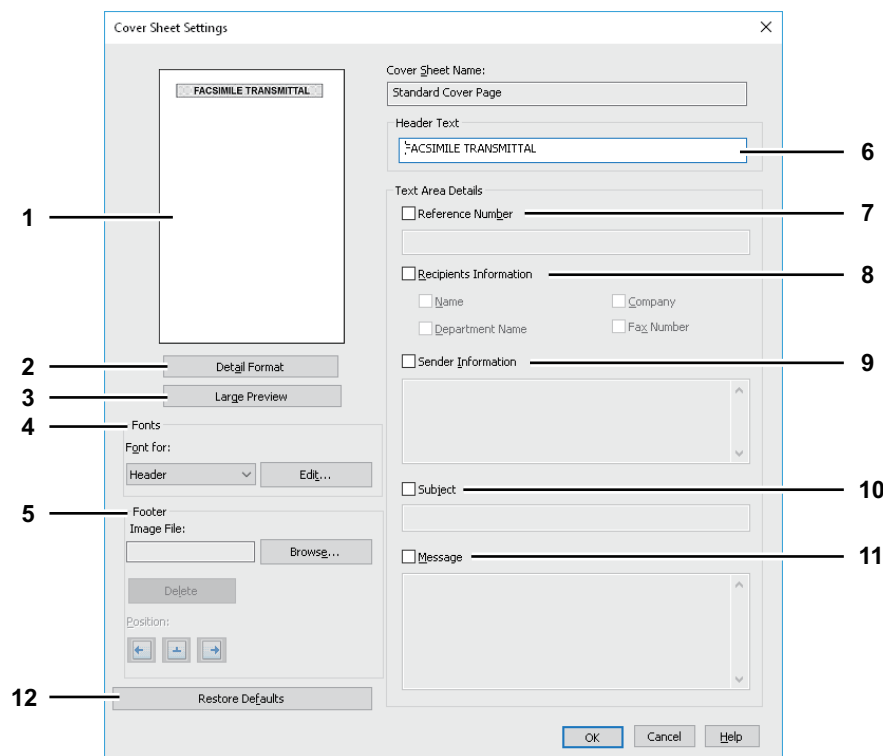 Cover Sheet Settings
FACSIMILE TRANSMITTAL
1
Detail Format
2
Large Preview
3
4
Fonts
Font for:
Header
Edit...
5
Footer
Image File:
Browse...
Delete
Position:
12
Restore Defaults
Cover Sheet Name:
Standard Cover Page
Header Text
FACSIMILE TRANSMITTAL
6
Text Area Details
Reference Number
7
Recipients Information
8
Name
Company
Department Name
Fax Number
Sender Information
9
Subject
10
Message
11
OK
Cancel
Help